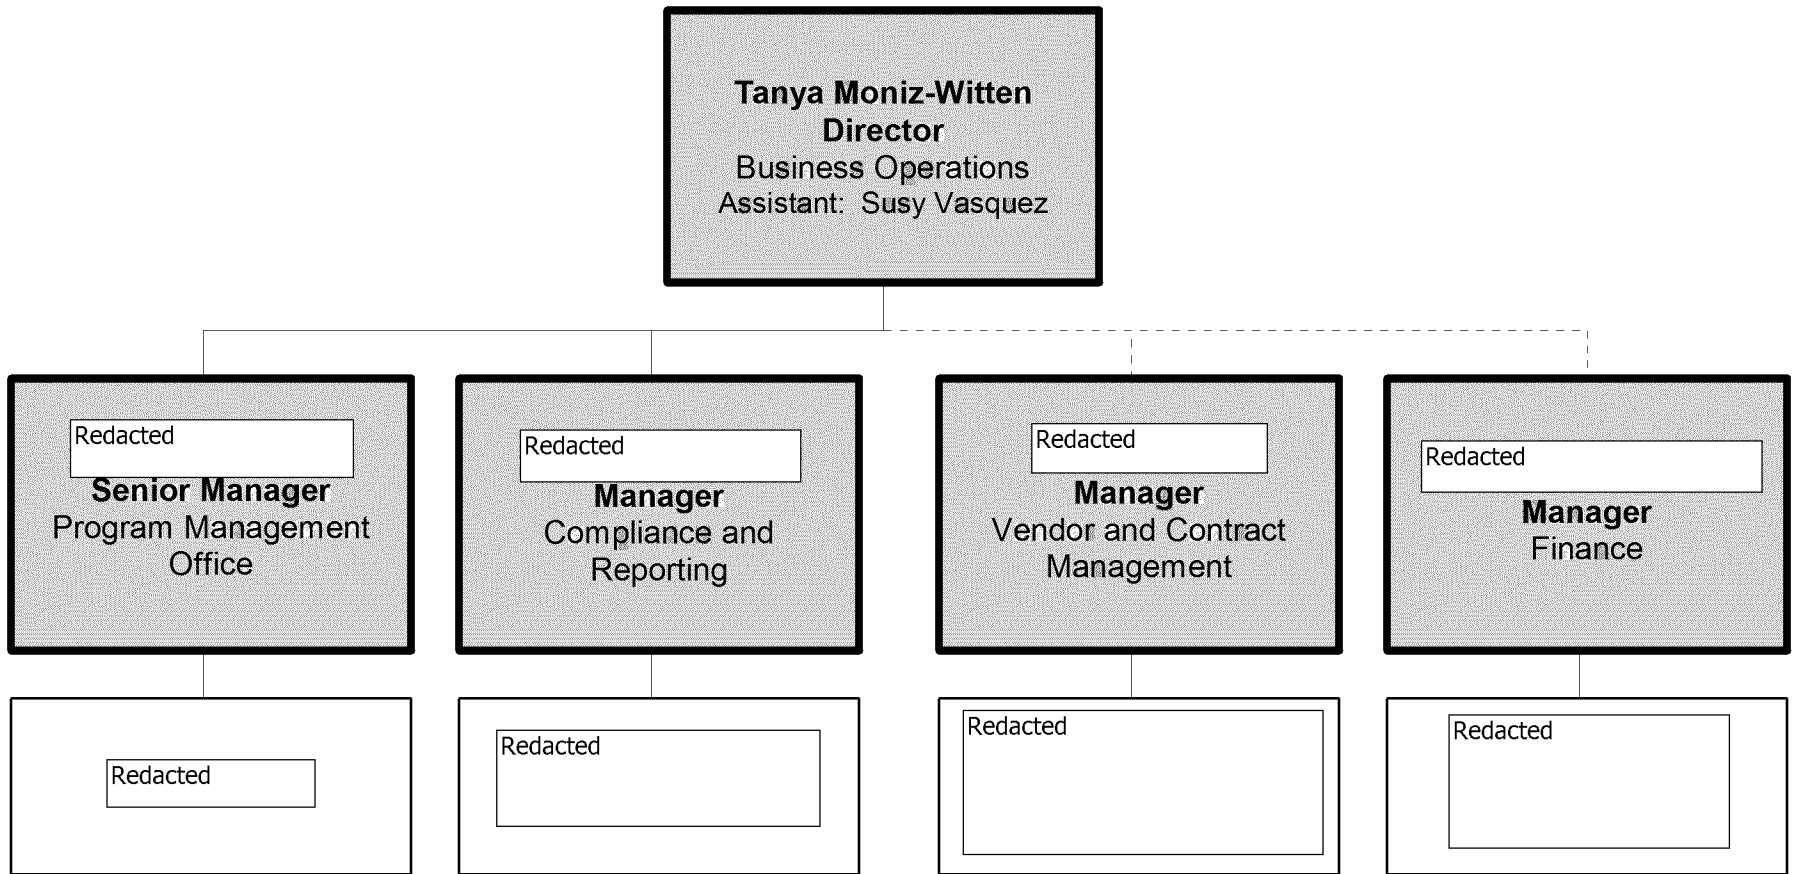 Tanya Moniz-Witten
Director
Business Operations
Assistant: Susy Vasquez
Redacted
Senior Manager
Program Management
Office
Redacted
Manager
Compliance and
Reporting
Redacted
Manager
Vendor and Contract
Management
Redacted
Manager
Finance
Redacted
Redacted
Redacted
Redacted